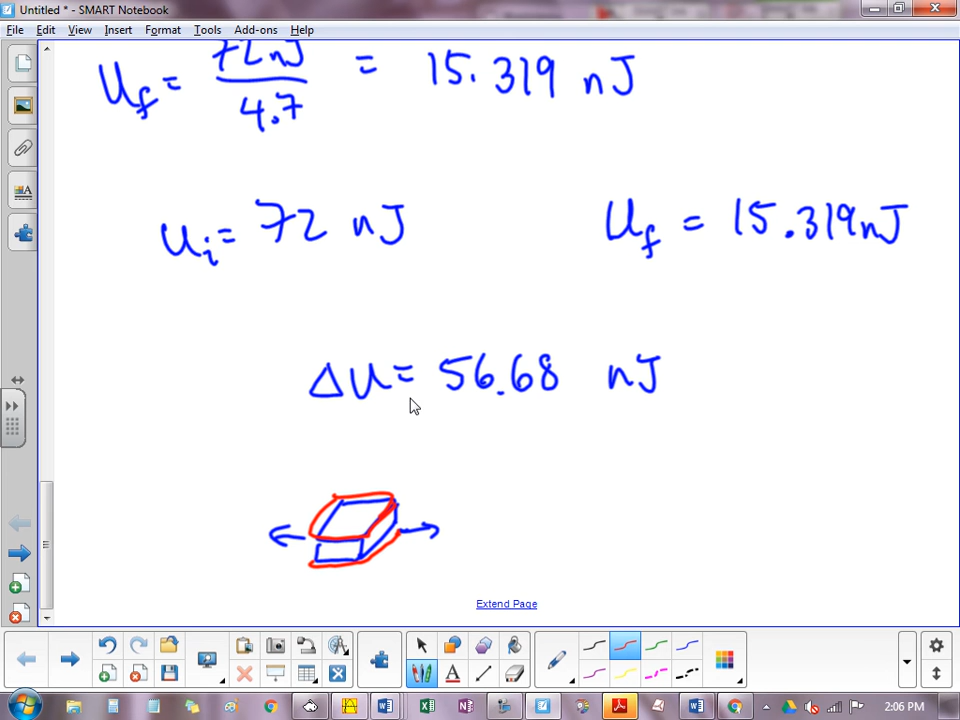 Untitled * - SMART Notebook
File Edit View Insert Format Tools Add-ons Help
U_f = 72 nJ / 4.7 = 15.319 nJ
U_i = 72 nJ
U_f = 15.319 nJ
ΔU = 56.68 nJ
Extend Page
2:06 PM